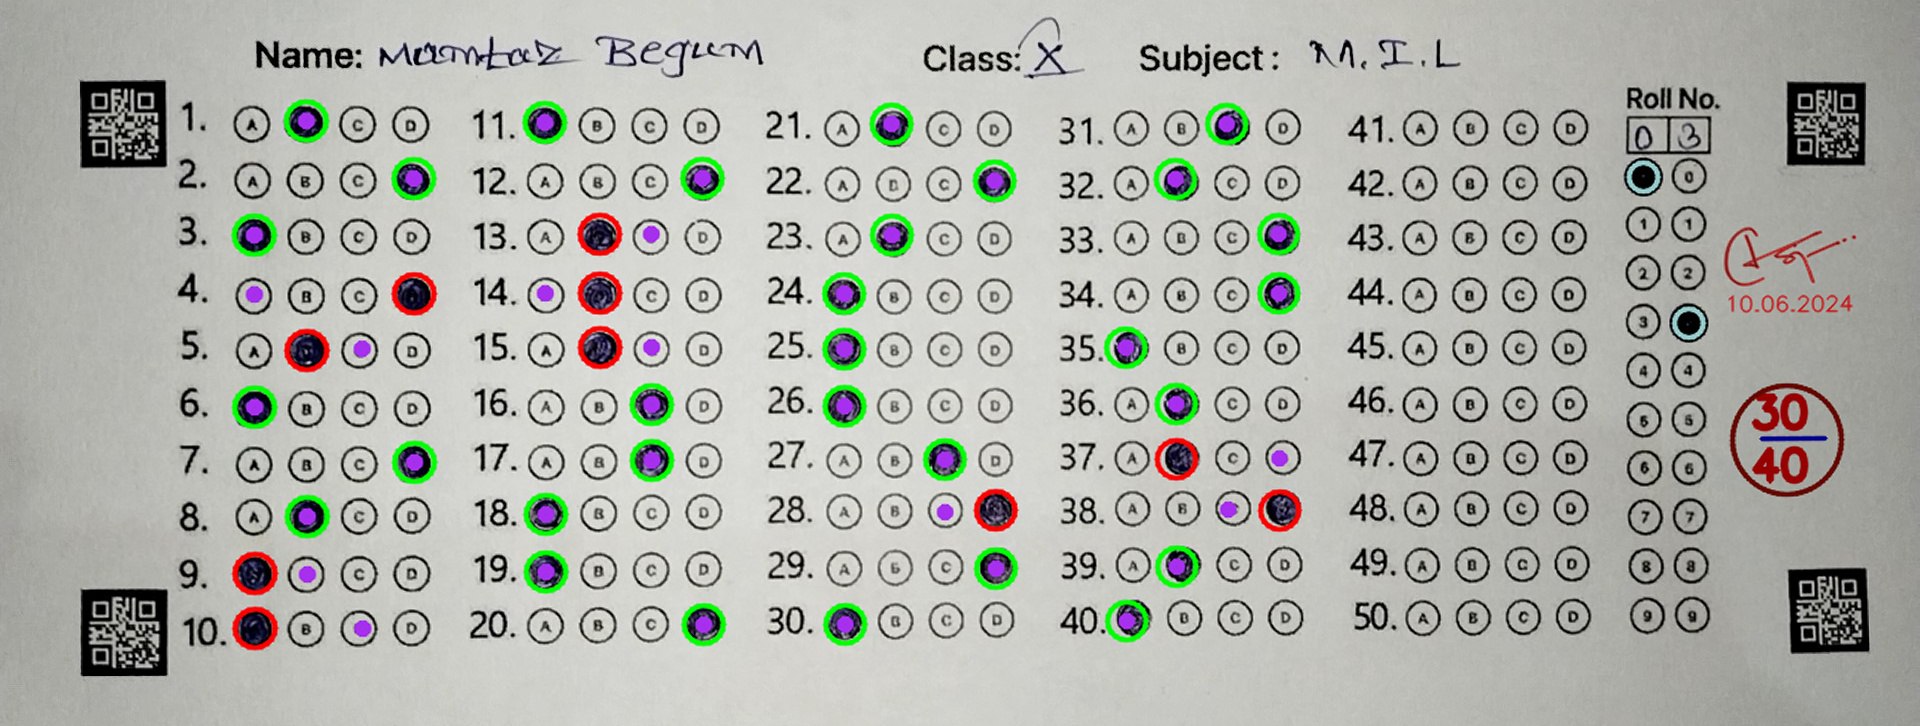 Name: Mamtaz Begum Class: X Subject: M.I.L
Roll No.
0 3
1. A C D 11. B C D 21. A C D 31. A B D 41. A B C D
2. A B C 12. A B C 22. A B C 32. A C D 42. A B C D
3. B C D 13. A D 23. A C D 33. A B C 43. A B C D
4. B C 14. C D 24. B C D 34. A B C 44. A B C D
5. A D 15. A D 25. B C D 35. B C D 45. A B C D
6. B C D 16. A B D 26. B C D 36. A C D 46. A B C D
7. A B C 17. A B D 27. A B D 37. A C 47. A B C D
8. A C D 18. B C D 28. A B 38. A B 48. A B C D
9. C D 19. B C D 29. A B C 39. A C D 49. A B C D
10. B D 20. A B C 30. B C D 40. B C D 50. A B C D
0
1 1
2 2
3
4 4
5 5
6 6
7 7
8 8
9 9
10.06.2024
30
40